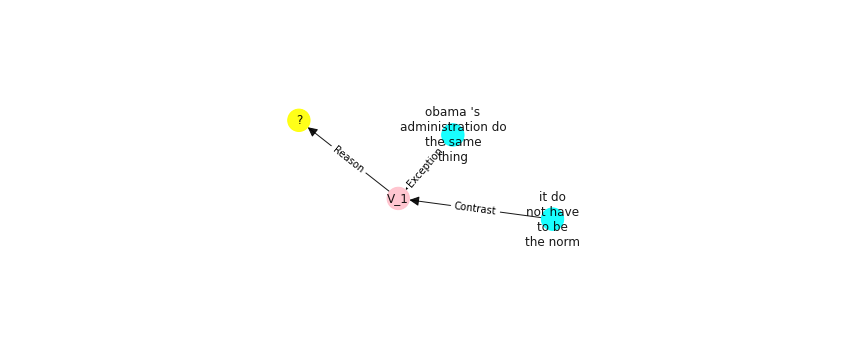 ?
obama 's
administration do
the same
thing
Reason
Exception
V_1
Contrast
it do
not have
to be
the norm